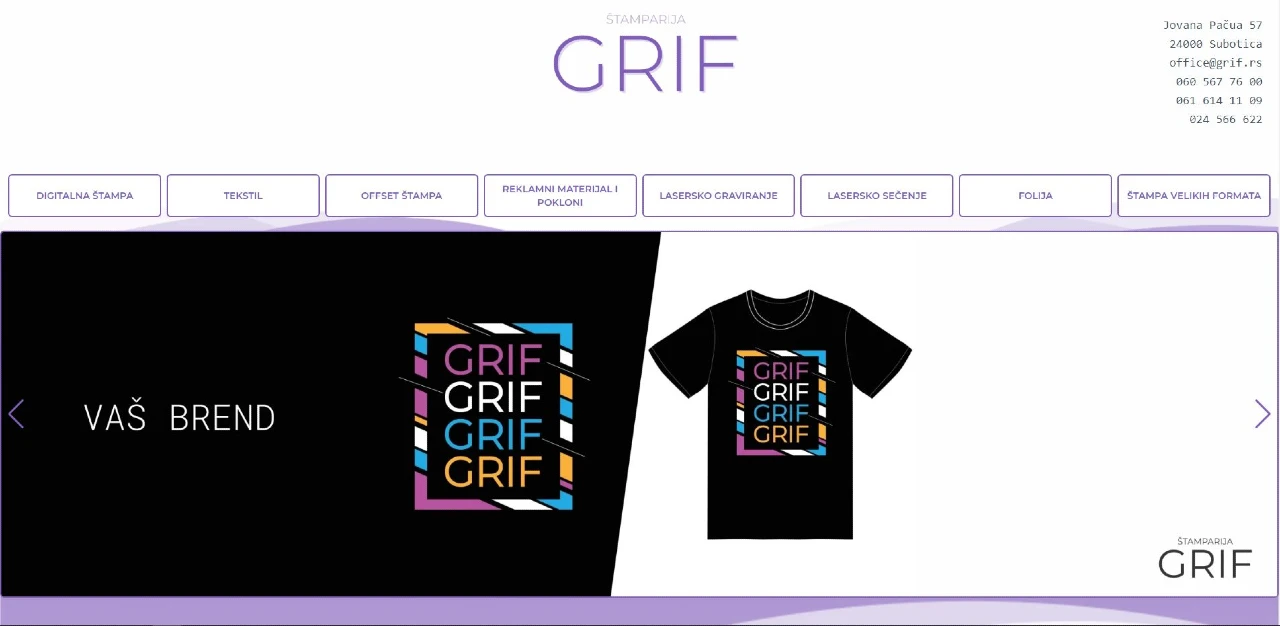 ŠTAMPARIJA
GRIF
Jovana Pačua 57
24000 Subotica
office@grif.rs
060 567 76 00
061 614 11 09
024 566 622
DIGITALNA ŠTAMPA
TEKSTIL
OFFSET ŠTAMPA
REKLAMNI MATERIJAL I
POKLONI
LASERSKO GRAVIRANJE
LASERSKO SEČENJE
FOLIJA
ŠTAMPA VELIKIH FORMATA
VAŠ BREND
GRIF
GRIF
GRIF
GRIF
GRIF
GRIF
GRIF
GRIF
ŠTAMPARIJA
GRIF